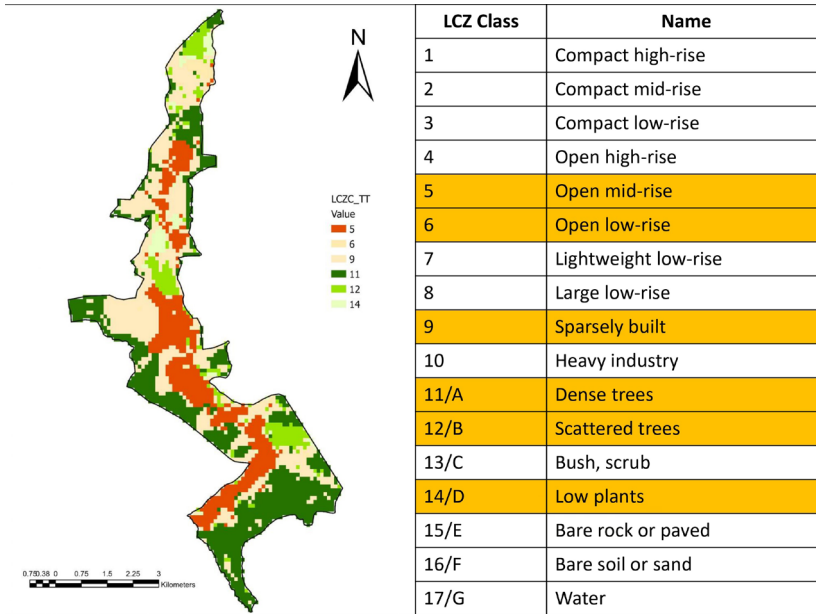 N
LCZC_TT
Value
5
6
9
11
12
14
0.75 0.38 0 0.75 1.5 2.25 3
Kilometers
LCZ Class Name
1 Compact high-rise
2 Compact mid-rise
3 Compact low-rise
4 Open high-rise
5 Open mid-rise
6 Open low-rise
7 Lightweight low-rise
8 Large low-rise
9 Sparsely built
10 Heavy industry
11/A Dense trees
12/B Scattered trees
13/C Bush, scrub
14/D Low plants
15/E Bare rock or paved
16/F Bare soil or sand
17/G Water